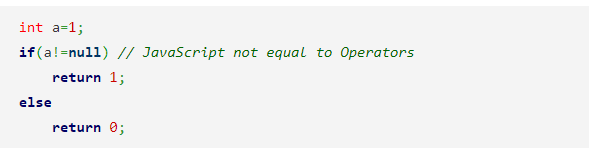 int a=1;
if(a!=null) // JavaScript not equal to Operators
    return 1;
else
    return 0;